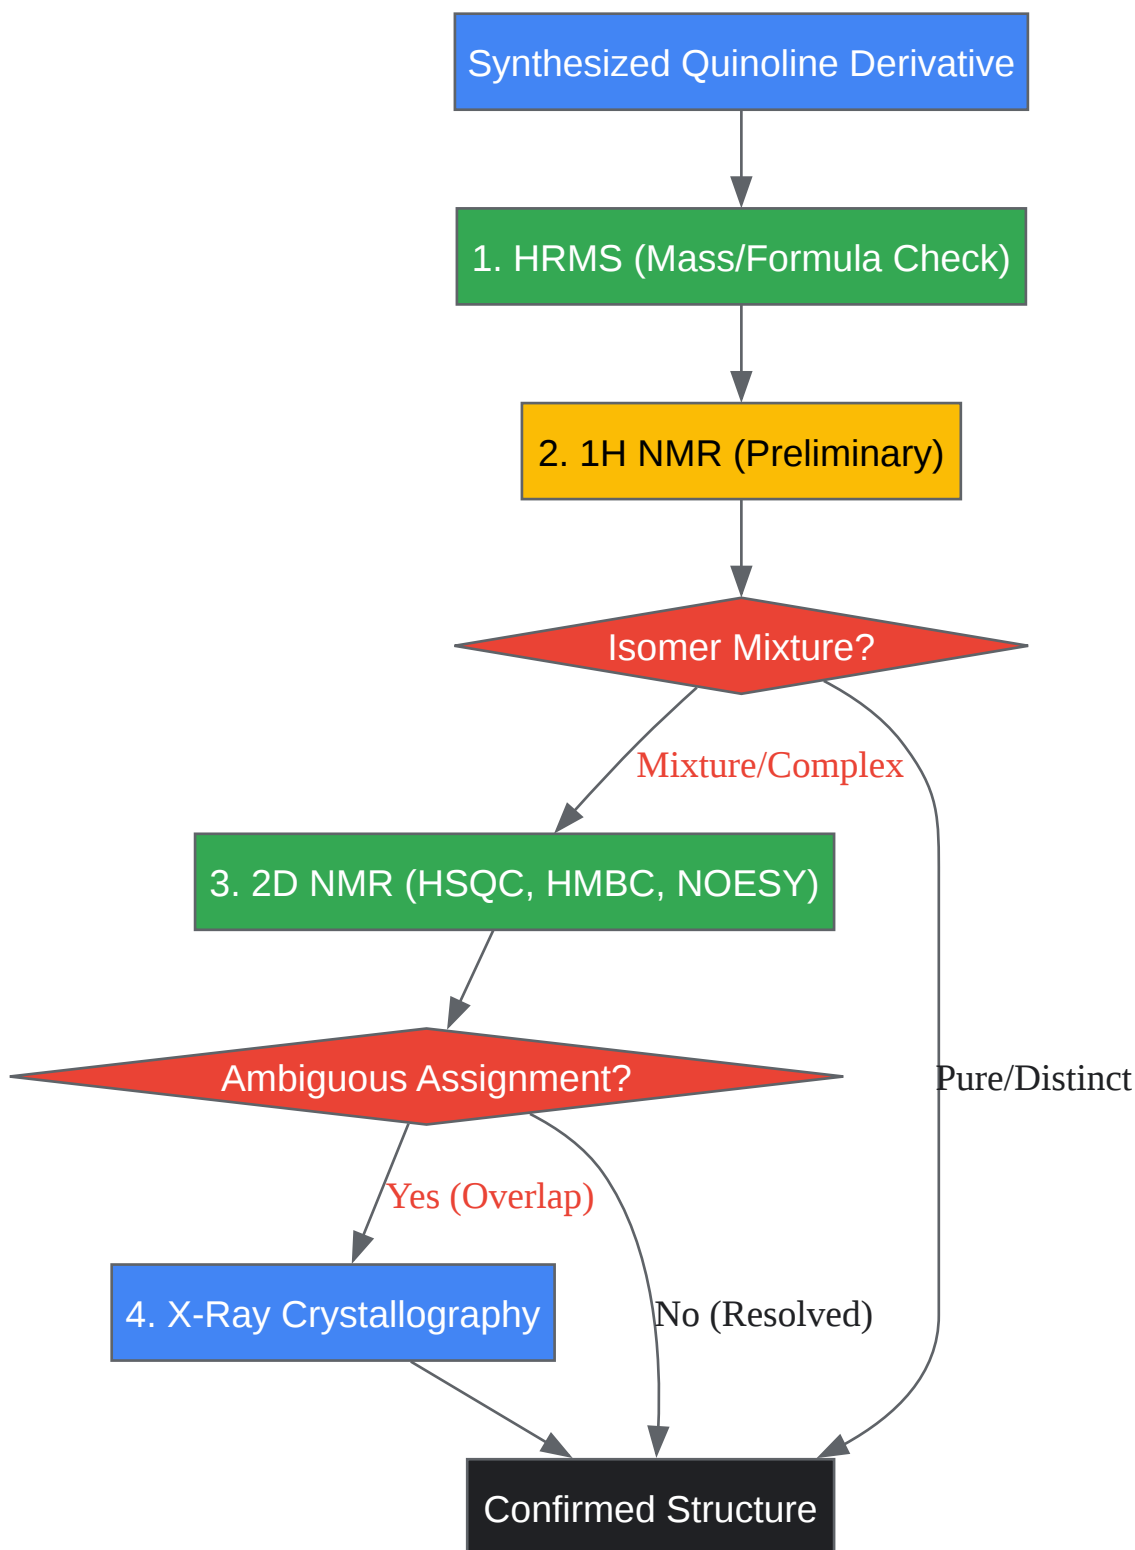 Synthesized Quinoline Derivative
1. HRMS (Mass/Formula Check)
2. 1H NMR (Preliminary)
Isomer Mixture?
Mixture/Complex
3. 2D NMR (HSQC, HMBC, NOESY)
Ambiguous Assignment?
Pure/Distinct
Yes (Overlap)
4. X-Ray Crystallography
No (Resolved)
Confirmed Structure